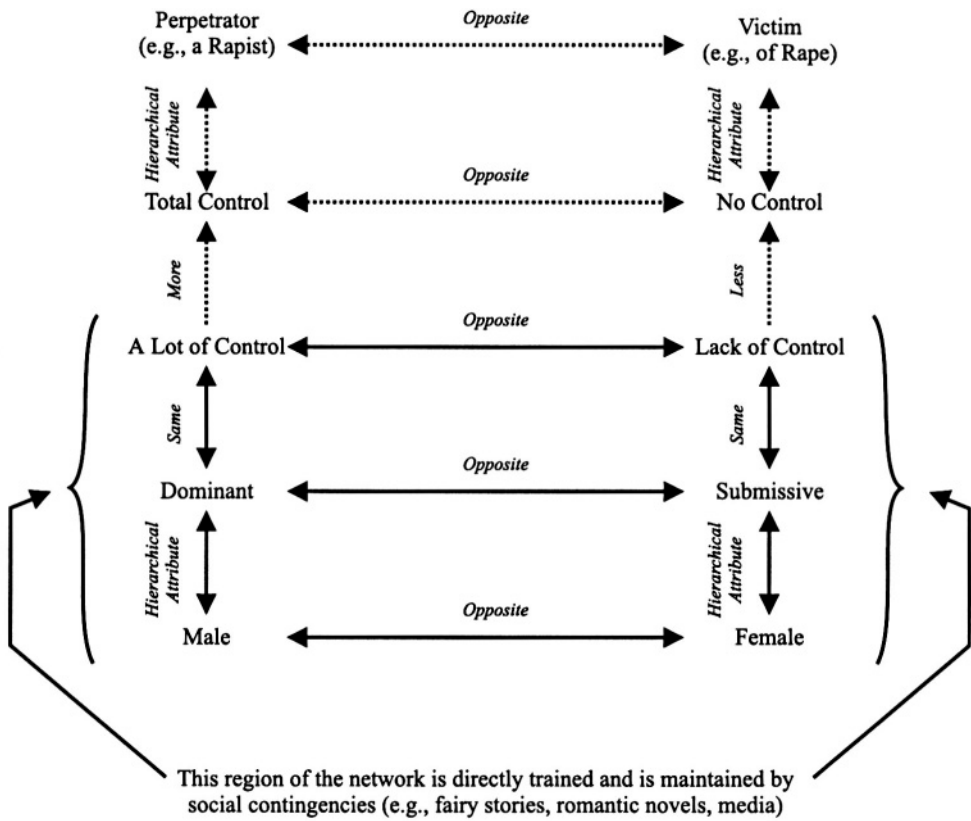 Perpetrator
(e.g., a Rapist)
Opposite
Victim
(e.g., of Rape)
Hierarchical
Attribute
Hierarchical
Attribute
Total Control
Opposite
No Control
More
Less
A Lot of Control
Opposite
Lack of Control
Same
Same
Dominant
Opposite
Submissive
Hierarchical
Attribute
Hierarchical
Attribute
Male
Opposite
Female
This region of the network is directly trained and is maintained by
social contingencies (e.g., fairy stories, romantic novels, media)